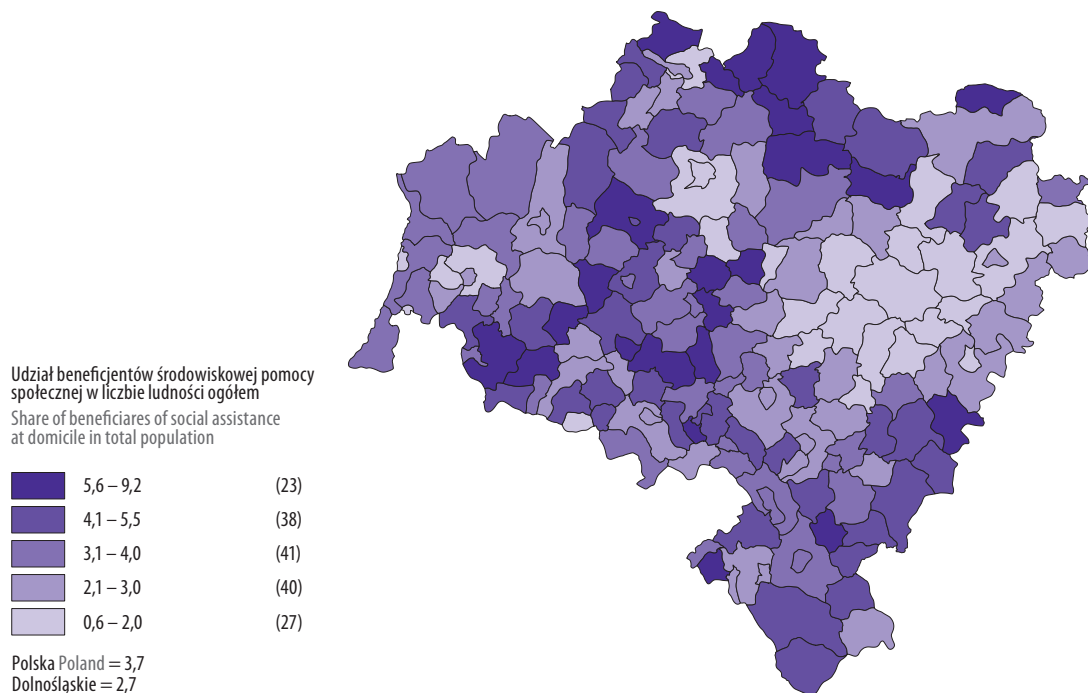 Udział beneficjentów środowiskowej pomocy
społecznej w liczbie ludności ogółem
Share of beneficiares of social assistance
at domicile in total population
5,6 – 9,2 (23)
4,1 – 5,5 (38)
3,1 – 4,0 (41)
2,1 – 3,0 (40)
0,6 – 2,0 (27)
Polska Poland = 3,7
Dolnośląskie = 2,7